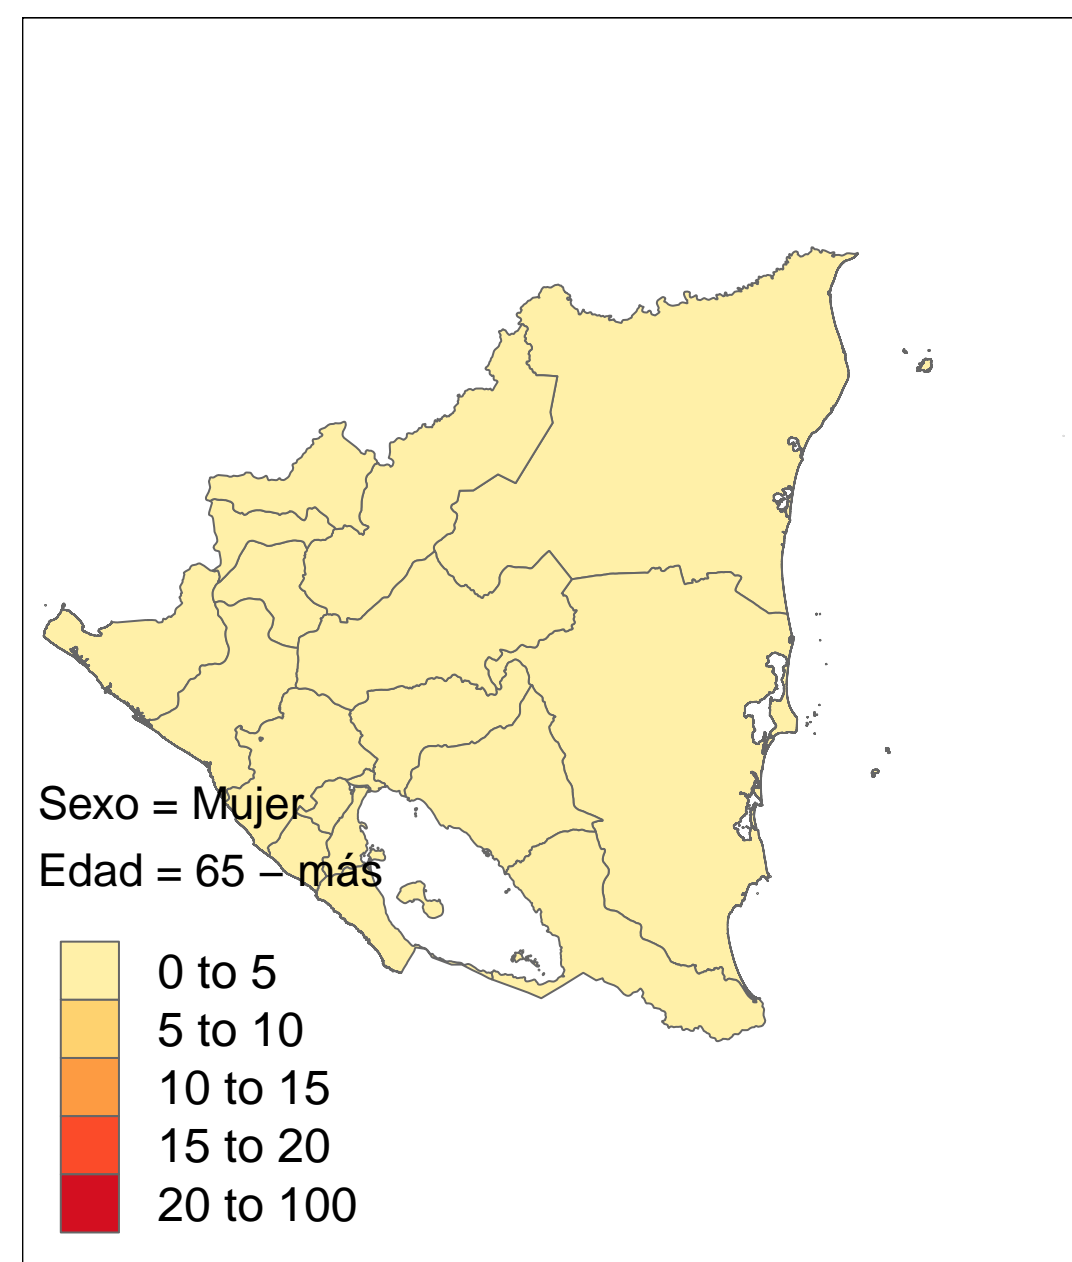 Sexo = Mujer
Edad = 65 – más
0 to 5
5 to 10
10 to 15
15 to 20
20 to 100